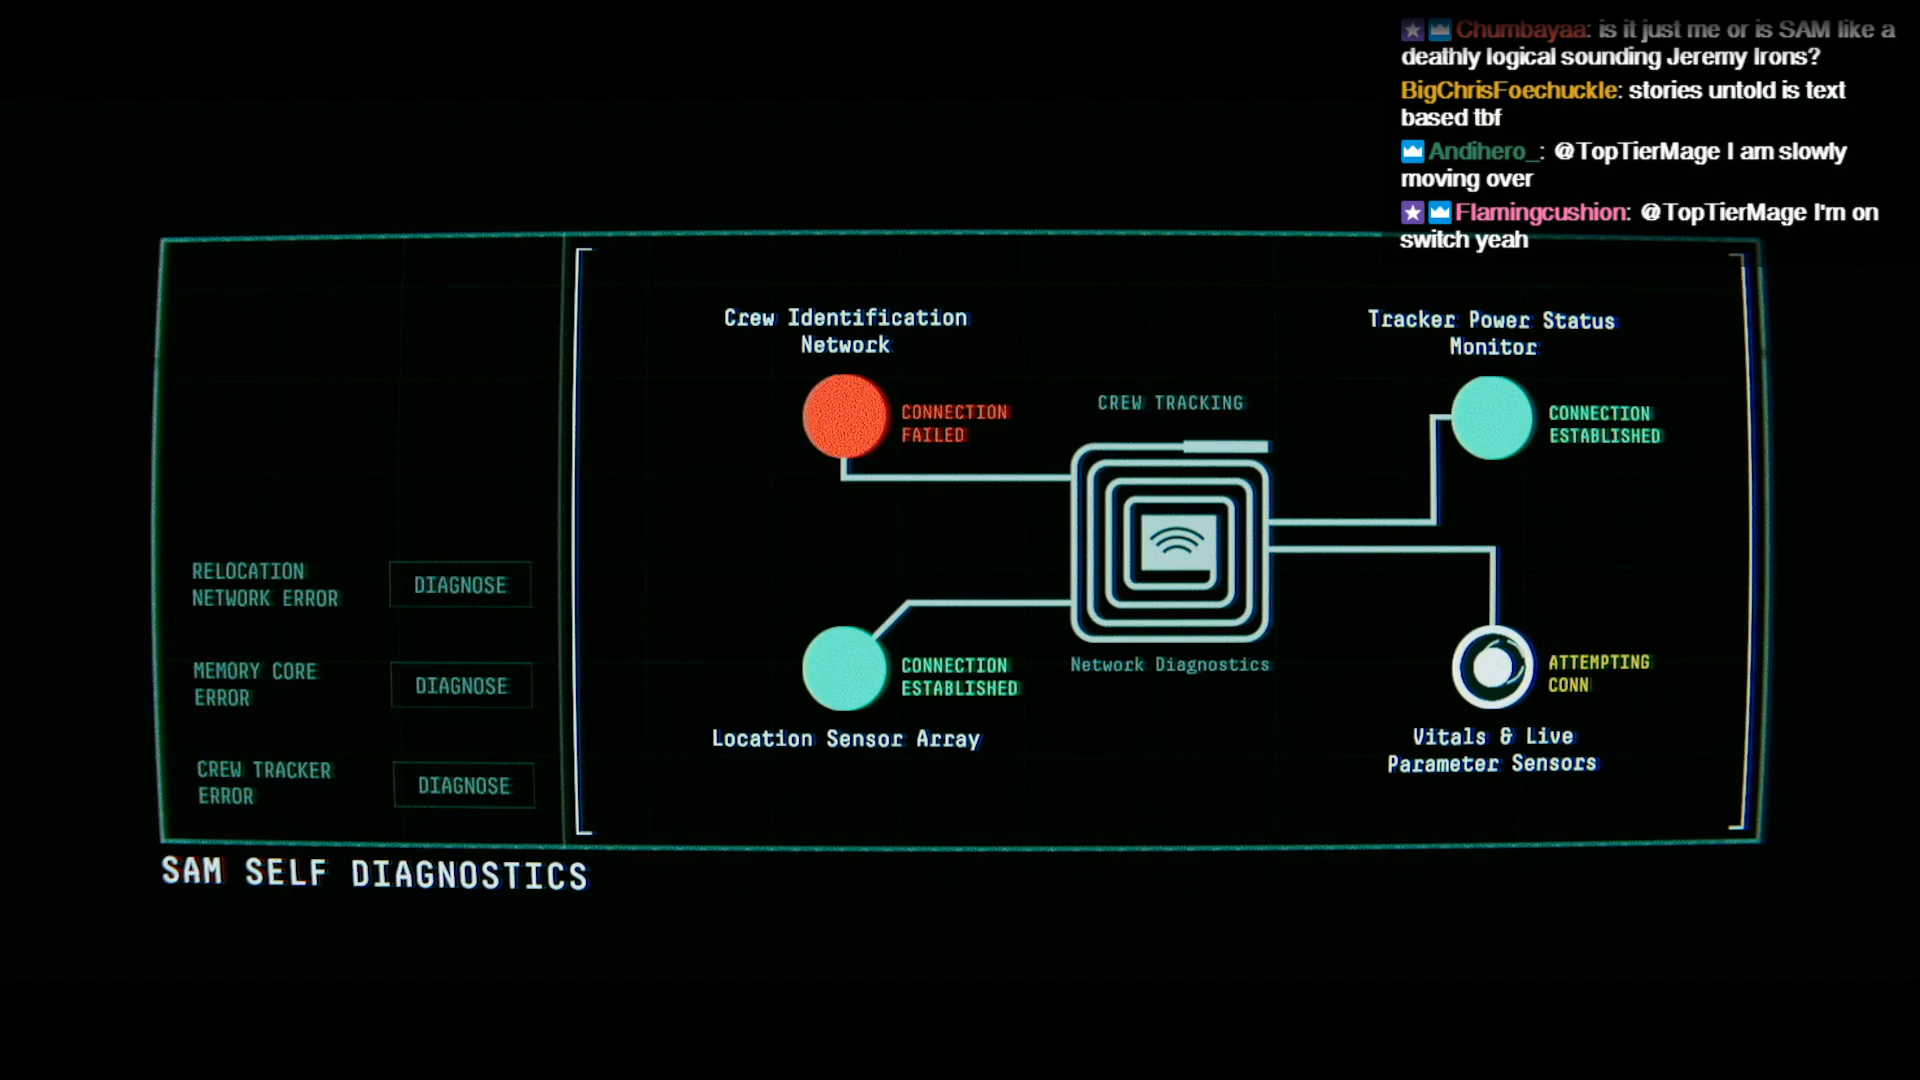 Chumbayaa: is it just me or is SAM like a
deathly logical sounding Jeremy Irons?
BigChrisFoechuckle: stories untold is text
based tbf
Andihero_: @TopTierMage I am slowly
moving over
Flamingcushion: @TopTierMage I'm on
switch yeah
Crew Identification
Network
CONNECTION
FAILED
CREW TRACKING
Tracker Power Status
Monitor
CONNECTION
ESTABLISHED
RELOCATION
NETWORK ERROR
DIAGNOSE
MEMORY CORE
ERROR
DIAGNOSE
CREW TRACKER
ERROR
DIAGNOSE
CONNECTION
ESTABLISHED
Location Sensor Array
Network Diagnostics
ATTEMPTING
CONN
Vitals & Live
Parameter Sensors
SAM SELF DIAGNOSTICS